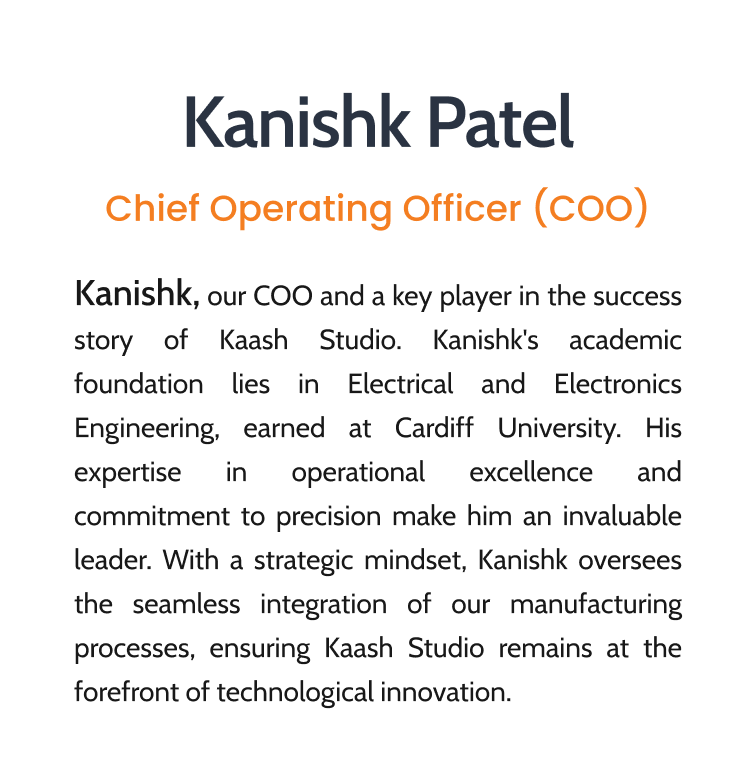 Kanishk Patel
Chief Operating Officer (COO)
Kanishk, our COO and a key player in the success
story of Kaash Studio. Kanishk's academic
foundation lies in Electrical and Electronics
Engineering, earned at Cardiff University. His
expertise in operational excellence and
commitment to precision make him an invaluable
leader. With a strategic mindset, Kanishk oversees
the seamless integration of our manufacturing
processes, ensuring Kaash Studio remains at the
forefront of technological innovation.